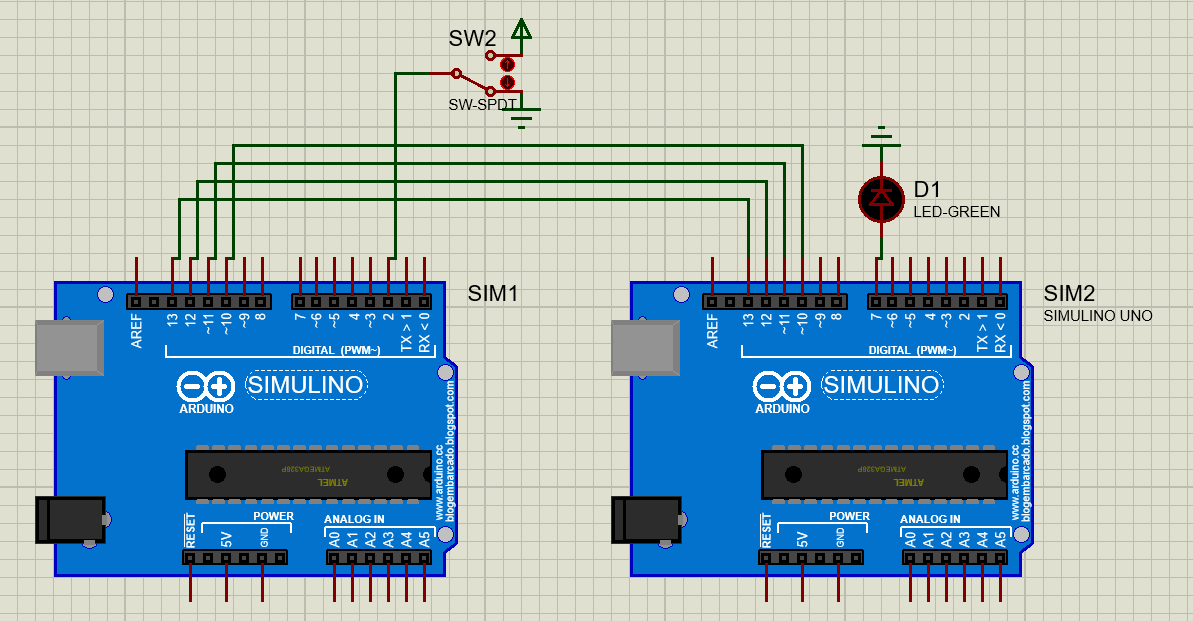 SW2
SW-SPDT
D1
LED-GREEN
SIM1
SIM2
SIMULINO UNO
AREF
13
12
~11
~10
~9
8
7
~6
~5
4
~3
2
TX > 1
RX < 0
DIGITAL (PWM~)
SIMULINO
ARDUINO
www.arduino.cc
blogembarcado.blogspot.com
ATMEGA328P
ATMEL
RESET
5V
GND
POWER
ANALOG IN
A0
A1
A2
A3
A4
A5
AREF
13
12
~11
~10
~9
8
7
~6
~5
4
~3
2
TX > 1
RX < 0
DIGITAL (PWM~)
SIMULINO
ARDUINO
www.arduino.cc
blogembarcado.blogspot.com
ATMEGA328P
ATMEL
RESET
5V
GND
POWER
ANALOG IN
A0
A1
A2
A3
A4
A5